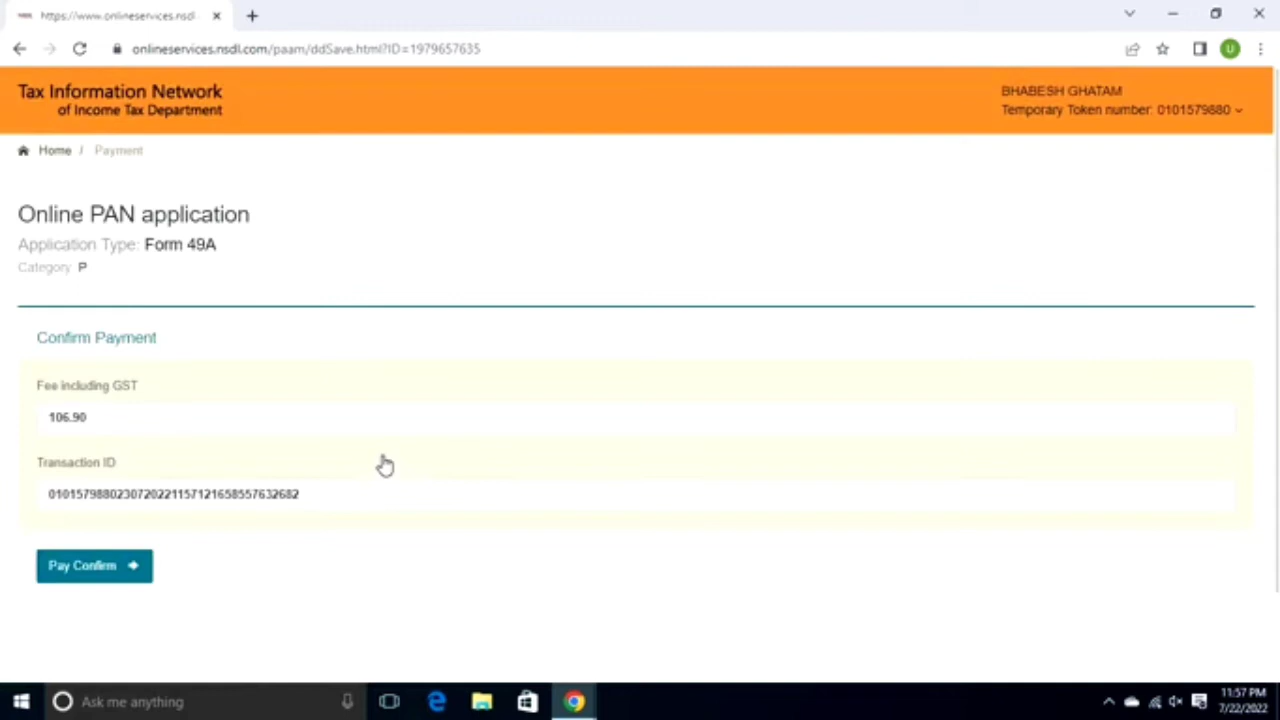 https://www.onlineservices.nsdl
onlineservices.nsdl.com/paam/ddSave.html?ID=1979657635
U
Tax Information Network
of Income Tax Department
BHABESH GHATAM
Temporary Token number: 0101579880
Home / Payment
Online PAN application
Application Type: Form 49A
Category P
Confirm Payment
Fee including GST
106.90
Transaction ID
01015798802307202211571216585576​32682
Pay Confirm
Ask me anything
11:57 PM
7/22/2022